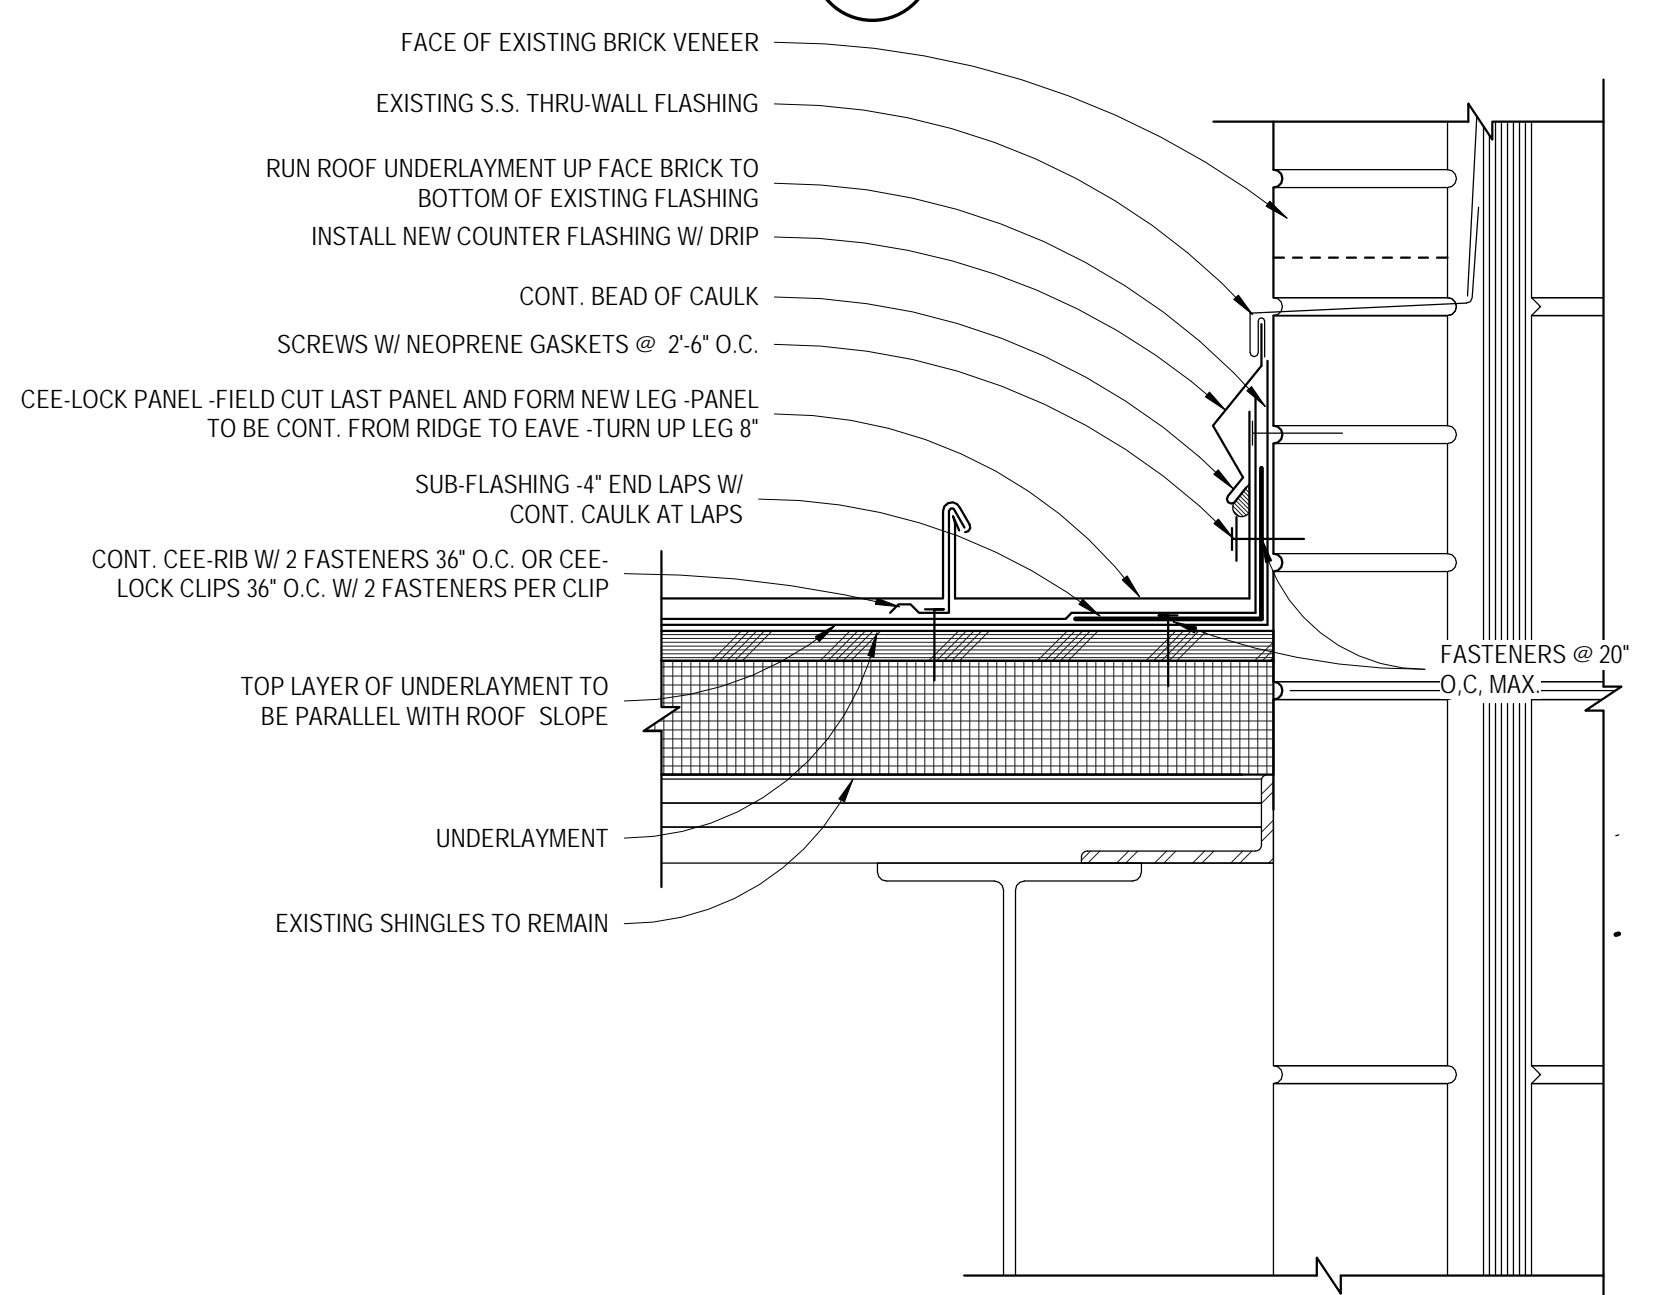 FACE OF EXISTING BRICK VENEER
EXISTING S.S. THRU-WALL FLASHING
RUN ROOF UNDERLAYMENT UP FACE BRICK TO
BOTTOM OF EXISTING FLASHING
INSTALL NEW COUNTER FLASHING W/ DRIP
CONT. BEAD OF CAULK
SCREWS W/ NEOPRENE GASKETS @ 2'-6" O.C.
CEE-LOCK PANEL -FIELD CUT LAST PANEL AND FORM NEW LEG -PANEL
TO BE CONT. FROM RIDGE TO EAVE -TURN UP LEG 8"
SUB-FLASHING -4" END LAPS W/
CONT. CAULK AT LAPS
CONT. CEE-RIB W/ 2 FASTENERS 36" O.C. OR CEE-
LOCK CLIPS 36" O.C. W/ 2 FASTENERS PER CLIP
FASTENERS @ 20"
O,C, MAX.
TOP LAYER OF UNDERLAYMENT TO
BE PARALLEL WITH ROOF SLOPE
UNDERLAYMENT
EXISTING SHINGLES TO REMAIN